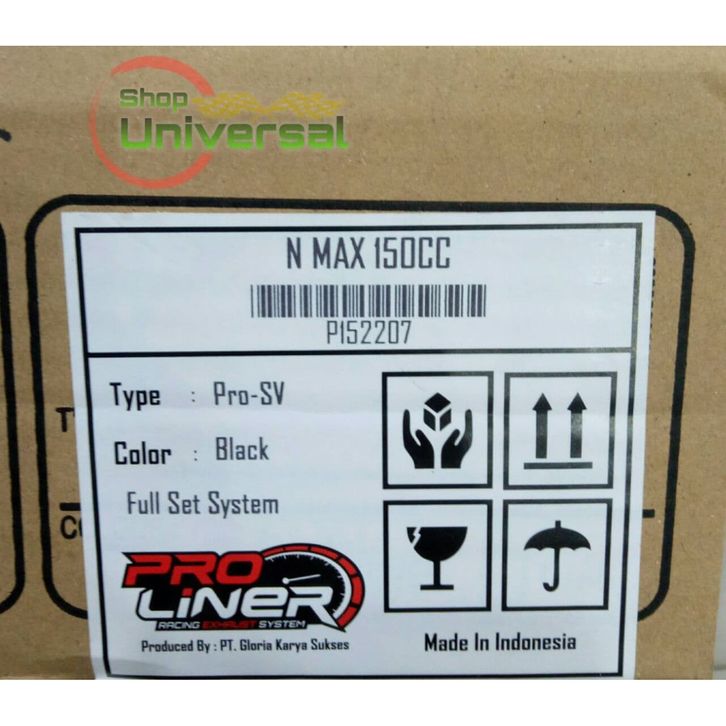 Shop
Universal
N MAX 150CC
P152207
Type : Pro-SV
Color : Black
Full Set System
PRO
LINER
RACING EXHAUST SYSTEM
Produced By : PT. Gloria Karya Sukses
Made In Indonesia